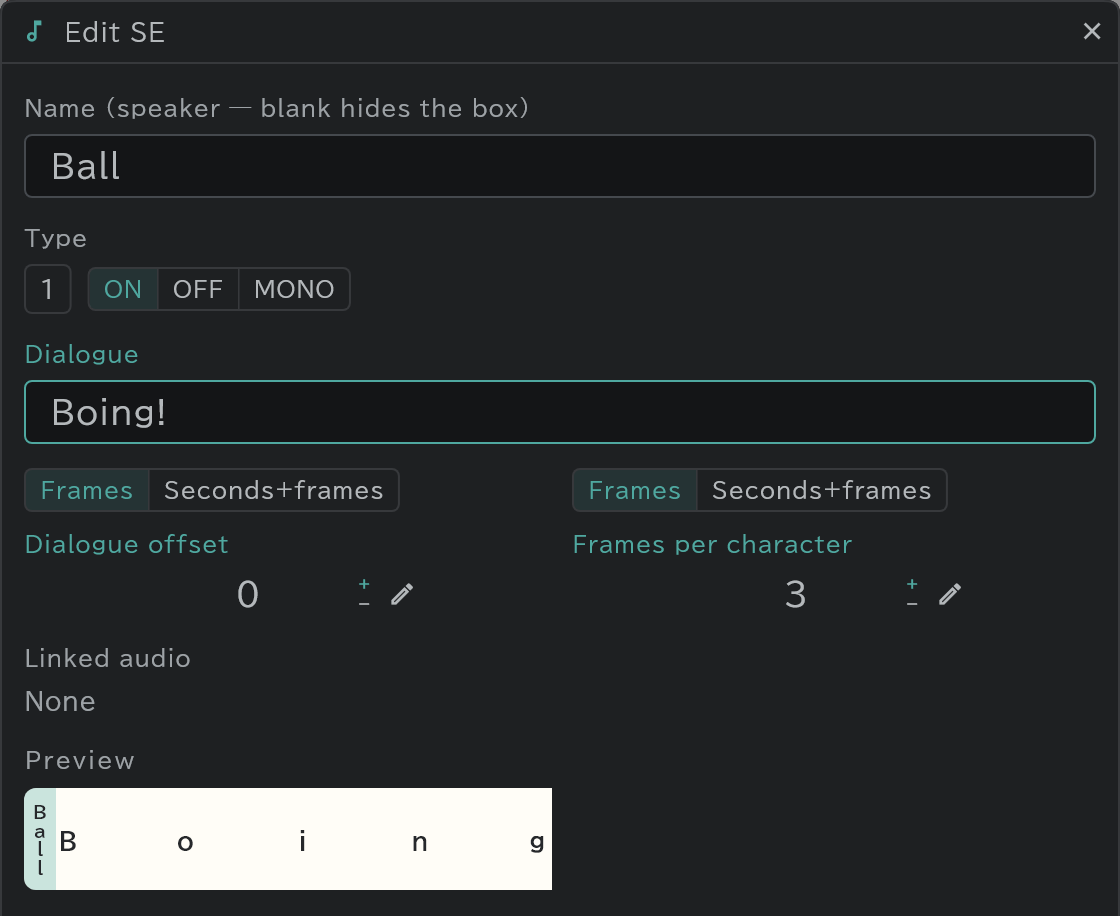 Edit SE
Name (speaker — blank hides the box)
Ball
Type
1 ON OFF MONO
Dialogue
Boing!
Frames Seconds+frames Frames Seconds+frames
Dialogue offset Frames per character
0 + − 3 + −
Linked audio
None
Preview
Ball B o i n g